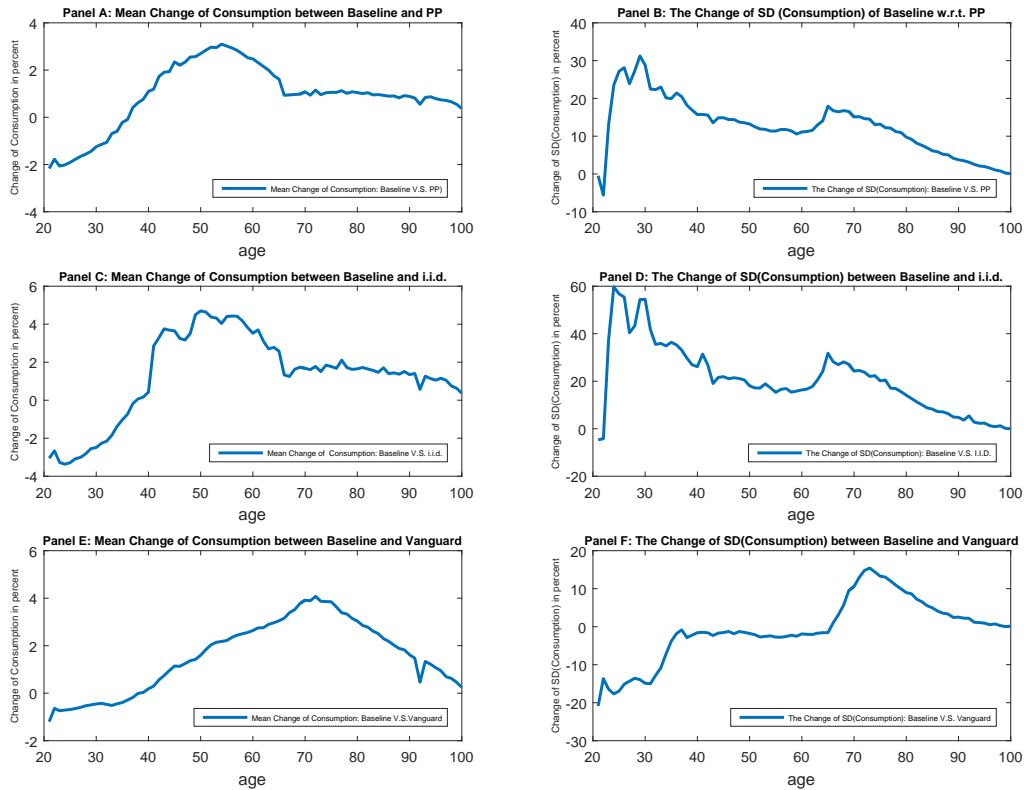 Panel A: Mean Change of Consumption between Baseline and PP
Change of Consumption in percent
4
2
0
-2
-4
20 30 40 50 60 70 80 90 100
age
Mean Change of Consumption: Baseline V.S. PP)
Panel B: The Change of SD (Consumption) of Baseline w.r.t. PP
Change of SD(Consumption) in percent
40
30
20
10
0
-10
20 30 40 50 60 70 80 90 100
age
The Change of SD(Consumption): Baseline V.S. PP
Panel C: Mean Change of Consumption between Baseline and i.i.d.
Change of Consumption) in percent
6
4
2
0
-2
-4
20 30 40 50 60 70 80 90 100
age
Mean Change of Consumption: Baseline V.S. i.i.d.
Panel D: The Change of SD(Consumption) between Baseline and i.i.d.
Change of SD(Consumption) in percent
60
40
20
0
-20
20 30 40 50 60 70 80 90 100
age
The Change of SD(Consumption): Baseline V.S. I.I.D.
Panel E: Mean Change of Consumption between Baseline and Vanguard
Change of Consumption in percent
6
4
2
0
-2
20 30 40 50 60 70 80 90 100
age
Mean Change of Consumption: Baseline V.S.Vanguard
Panel F: The Change of SD(Consumption) between Baseline and Vanguard
Change of SD(Consumption) in percent
20
10
0
-10
-20
-30
20 30 40 50 60 70 80 90 100
age
The Change of SD(Consumption): Baseline V.S. Vanguard